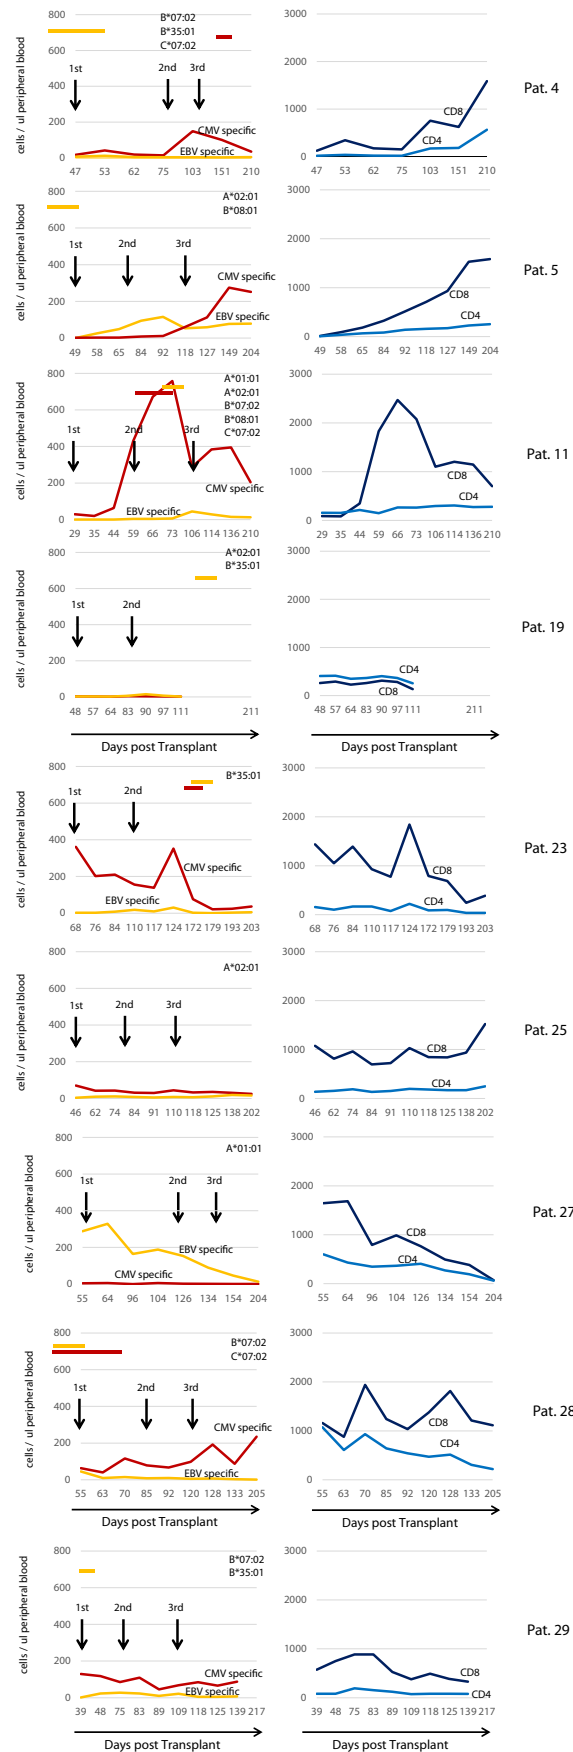 800
600
400
200
0
cells / ul peripheral blood
B*07:02
B*35:01
C*07:02
1st
2nd
3rd
CMV specific
EBV specific
47 53 62 75 103 151 210
3000
2000
1000
0
CD8
CD4
47 53 62 75 103 151 210
Pat. 4
800
600
400
200
0
cells / ul peripheral blood
A*02:01
B*08:01
1st
2nd
3rd
CMV specific
EBV specific
49 58 65 84 92 118 127 149 204
3000
2000
1000
0
CD8
CD4
49 58 65 84 92 118 127 149 204
Pat. 5
800
600
400
200
0
cells / ul peripheral blood
A*01:01
A*02:01
B*07:02
B*08:01
C*07:02
1st
2nd
3rd
CMV specific
EBV specific
29 35 44 59 66 73 106 114 136 210
3000
2000
1000
0
CD8
CD4
29 35 44 59 66 73 106 114 136 210
Pat. 11
800
600
400
200
0
cells / ul peripheral blood
A*02:01
B*35:01
1st
2nd
48 57 64 83 90 97 111 211
Days post Transplant
3000
2000
1000
0
CD4
CD8
48 57 64 83 90 97 111 211
Days post Transplant
Pat. 19
800
600
400
200
0
cells / ul peripheral blood
B*35:01
1st
2nd
CMV specific
EBV specific
68 76 84 110 117 124 179 193 203
3000
2000
1000
0
CD8
CD4
68 76 84 110 117 124 179 193 203
Pat. 23
800
600
400
200
0
cells / ul peripheral blood
A*02:01
1st
2nd
3rd
46 62 74 84 91 110 118 125 138 202
3000
2000
1000
0
CD8
CD4
46 62 74 84 91 110 118 125 138 202
Pat. 25
800
600
400
200
0
cells / ul peripheral blood
A*01:01
1st
2nd
3rd
EBV specific
CMV specific
55 64 96 104 126 134 154 204
3000
2000
1000
0
CD8
CD4
55 64 96 104 126 134 154 204
Pat. 27
800
600
400
200
0
cells / ul peripheral blood
B*07:02
C*07:02
1st
2nd
3rd
CMV specific
EBV specific
55 63 70 85 92 120 128 139 205
Days post Transplant
3000
2000
1000
0
CD8
CD4
55 63 70 85 92 120 128 133 205
Days post Transplant
Pat. 28
800
600
400
200
0
cells / ul peripheral blood
B*07:02
B*35:01
1st
2nd
3rd
CMV specific
EBV specific
39 48 75 83 89 109 118 126 139 217
Days post Transplant
3000
2000
1000
0
CD8
CD4
39 48 75 83 89 109 118 126 139 217
Days post Transplant
Pat. 29